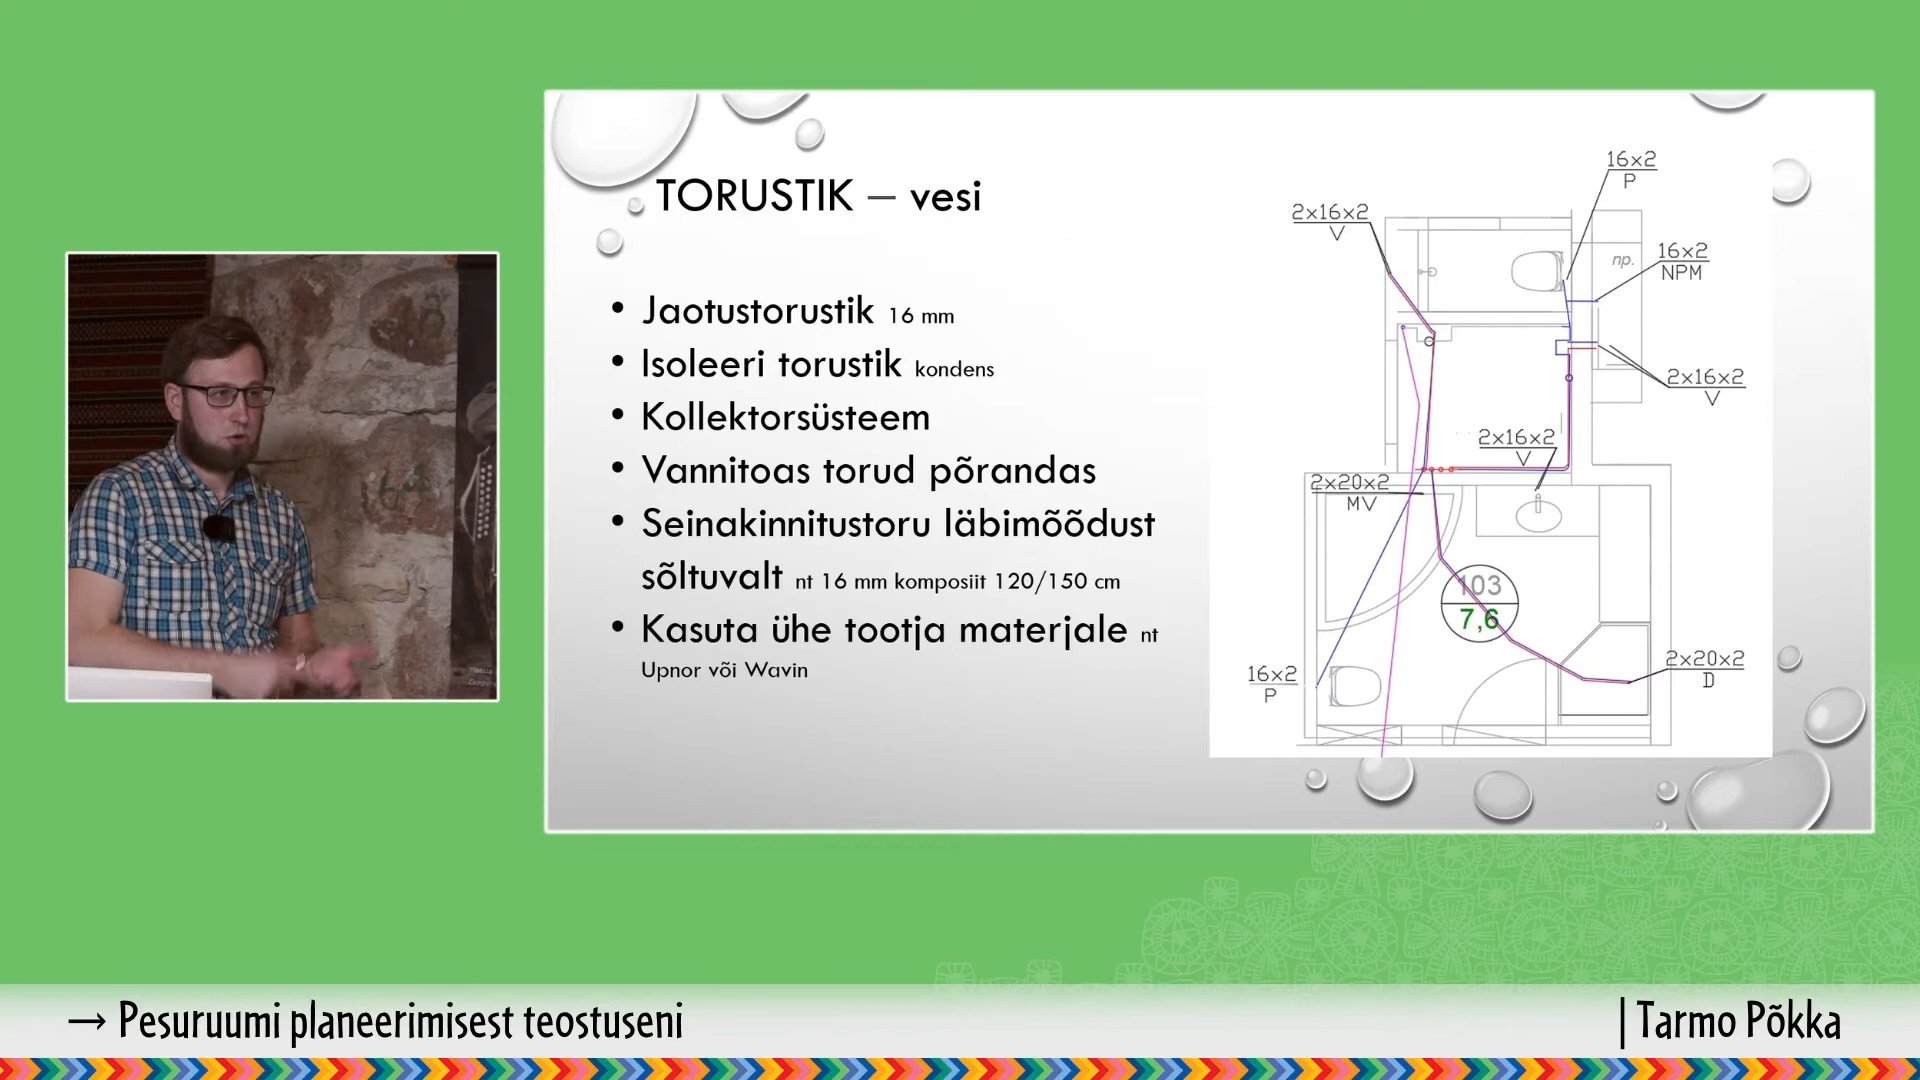 TORUSTIK – vesi
• Jaotustorustik 16 mm
• Isoleeri torustik kondens
• Kollektorsüsteem
• Vannitoas torud põrandas
• Seinakinnitustoru läbimõõdust
sõltuvalt nt 16 mm komposiit 120/150 cm
• Kasuta ühe tootja materjale nt
Upnor või Wavin
16x2
P
2x16x2
V
np.
16x2
NPM
2x16x2
V
2x16x2
V
2x20x2
MV
103
7,6
16x2
P
2x20x2
D
→ Pesuruumi planeerimisest teostuseni
| Tarmo Põkka